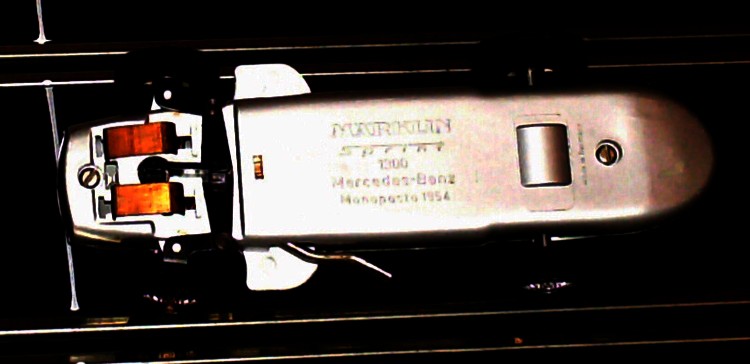 MÄRKLIN
Sprint
1300
Mercedes-Benz
Monoposto 1954